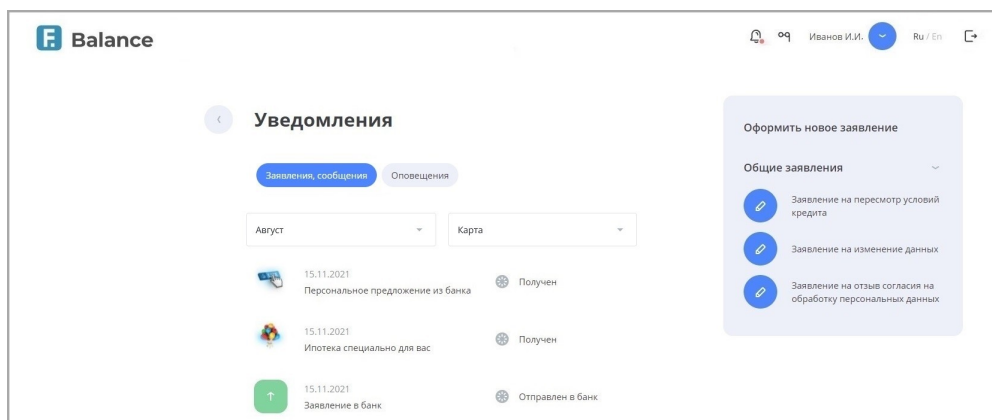 F. Balance
Иванов И.И.
Ru / En
Уведомления
Заявления, сообщения
Оповещения
Август
Карта
15.11.2021
Персональное предложение из банка
Получен
15.11.2021
Ипотека специально для вас
Получен
15.11.2021
Заявление в банк
Отправлен в банк
Оформить новое заявление
Общие заявления
Заявление на пересмотр условий
кредита
Заявление на изменение данных
Заявление на отзыв согласия на
обработку персональных данных